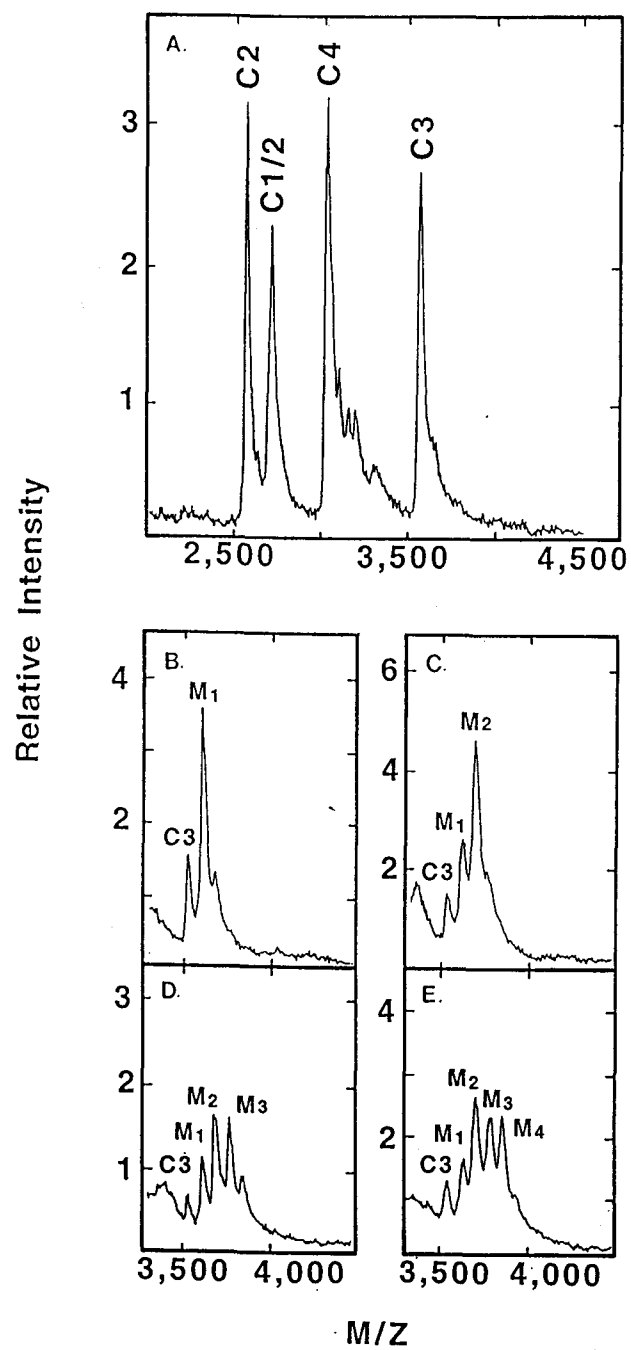 A.
C2
C1/2
C4
C3
3
2
1
2,500 3,500 4,500
Relative Intensity
B.
M1
C3
4
2
C.
M2
M1
C3
6
4
2
D.
M2
M3
M1
C3
3
2
1
3,500 4,000
E.
M2
M3
M1
M4
C3
4
2
3,500 4,000
M/Z